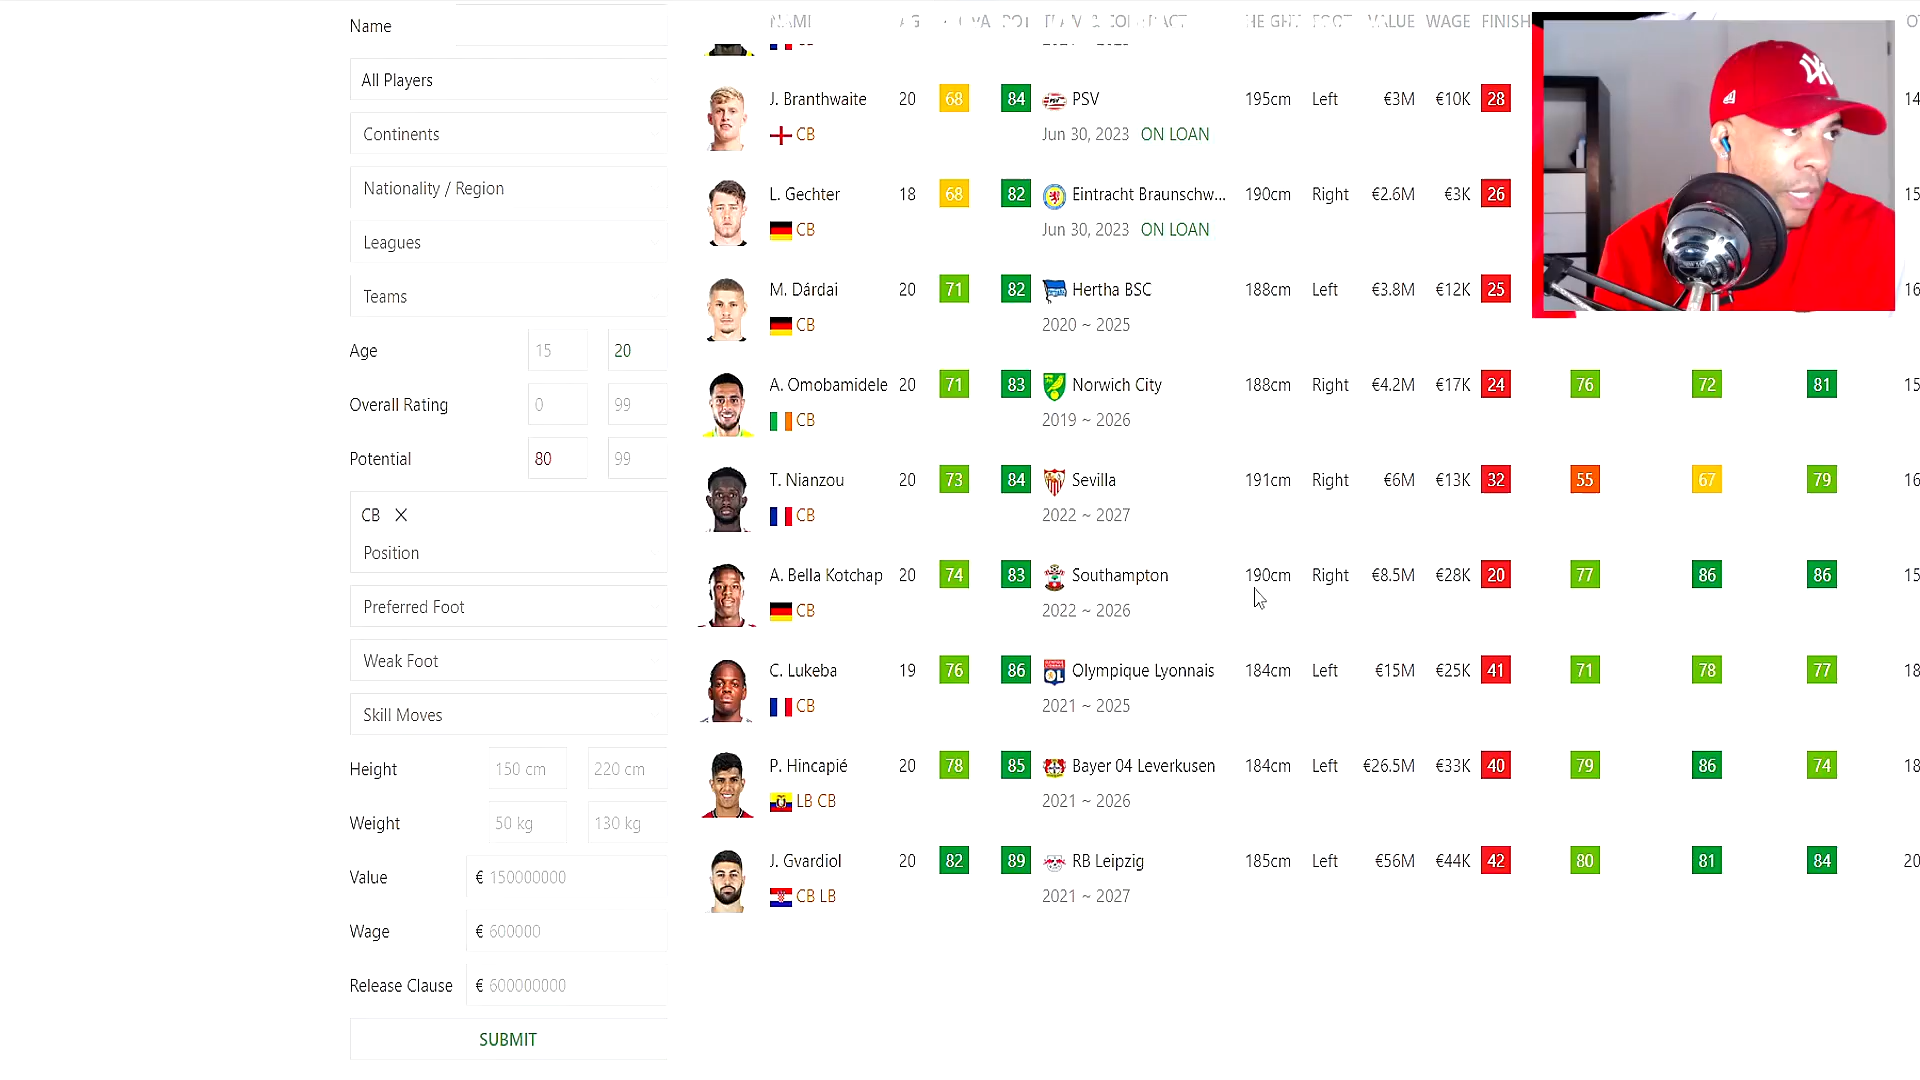 Name
All Players
Continents
Nationality / Region
Leagues
Teams
Age 15 20
Overall Rating 0 99
Potential 80 99
CB X
Position
Preferred Foot
Weak Foot
Skill Moves
Height 150 cm 220 cm
Weight 50 kg 130 kg
Value € 150000000
Wage € 600000
Release Clause € 600000000
SUBMIT
FOOT VALUE WAGE FINISH
J. Branthwaite 20 68 84 PSV 195cm Left €3M €10K 28 14
CB Jun 30, 2023 ON LOAN
L. Gechter 18 68 82 Eintracht Braunschw... 190cm Right €2.6M €3K 26 15
CB Jun 30, 2023 ON LOAN
M. Dárdai 20 71 82 Hertha BSC 188cm Left €3.8M €12K 25 16
CB 2020 ~ 2025
A. Omobamidele 20 71 83 Norwich City 188cm Right €4.2M €17K 24 76 72 81 15
CB 2019 ~ 2026
T. Nianzou 20 73 84 Sevilla 191cm Right €6M €13K 32 55 67 79 16
CB 2022 ~ 2027
A. Bella Kotchap 20 74 83 Southampton 190cm Right €8.5M €28K 20 77 86 86 15
CB 2022 ~ 2026
C. Lukeba 19 76 86 Olympique Lyonnais 184cm Left €15M €25K 41 71 78 77 18
CB 2021 ~ 2025
P. Hincapié 20 78 85 Bayer 04 Leverkusen 184cm Left €26.5M €33K 40 79 86 74 18
LB CB 2021 ~ 2026
J. Gvardiol 20 82 89 RB Leipzig 185cm Left €56M €44K 42 80 81 84 20
CB LB 2021 ~ 2027
NY